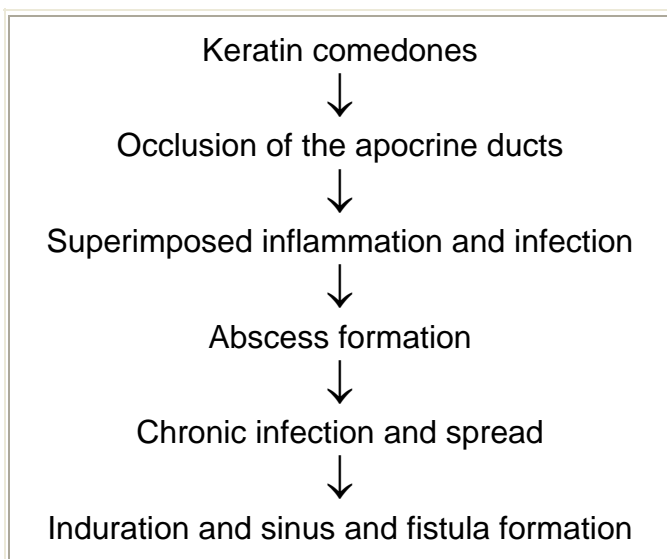 Keratin comedones
↓
Occlusion of the apocrine ducts
↓
Superimposed inflammation and infection
↓
Abscess formation
↓
Chronic infection and spread
↓
Induration and sinus and fistula formation